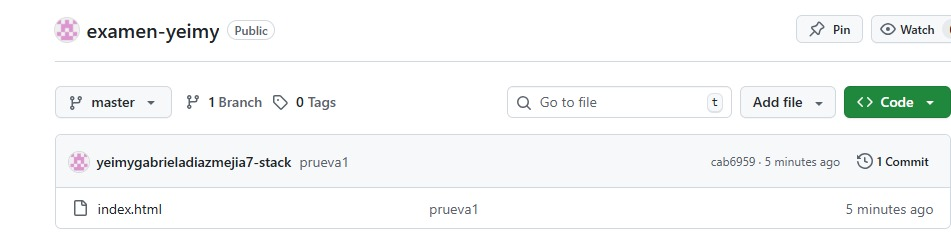 examen-yeimy Public Pin Watch
master 1 Branch 0 Tags Go to file t Add file Code
yeimygabrieladiazmejia7-stack prueva1 cab6959 · 5 minutes ago 1 Commit
index.html prueva1 5 minutes ago